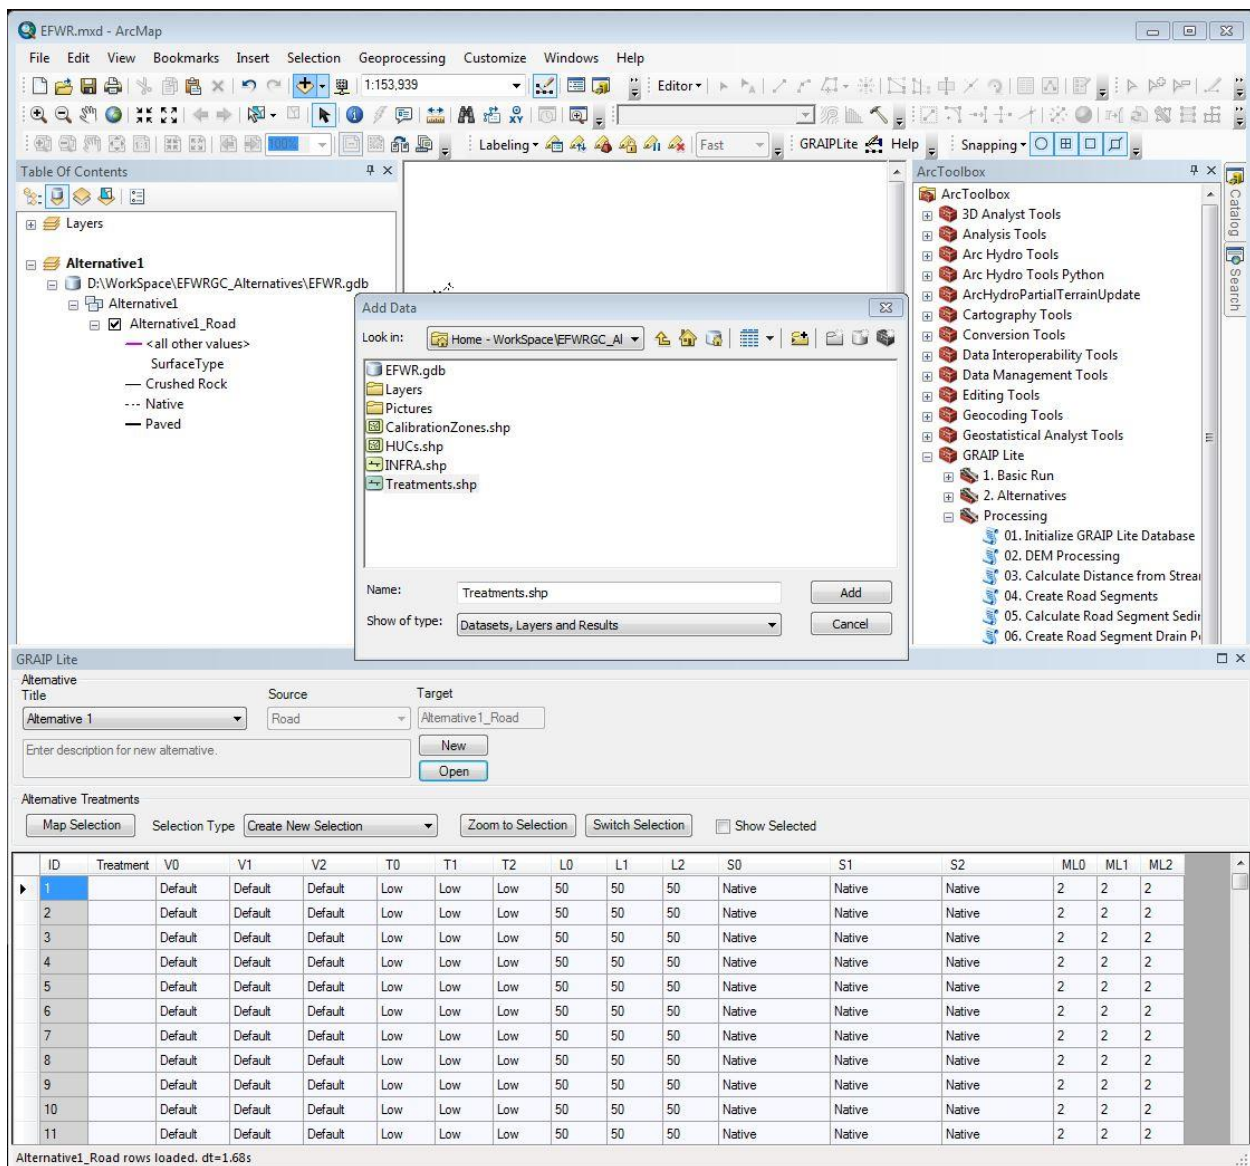 EFWR.mxd - ArcMap
File Edit View Bookmarks Insert Selection Geoprocessing Customize Windows Help
1:153,939 Editor
100% Labeling Fast GRAIPLite Help Snapping
Table Of Contents
Layers
Alternative1
D:\WorkSpace\EFWRGC_Alternatives\EFWR.gdb
Alternative1
Alternative1_Road
<all other values>
SurfaceType
Crushed Rock
Native
Paved
Add Data
Look in: Home - WorkSpace\EFWRGC_Al
EFWR.gdb
Layers
Pictures
CalibrationZones.shp
HUCs.shp
INFRA.shp
Treatments.shp
Name: Treatments.shp Add
Show of type: Datasets, Layers and Results Cancel
ArcToolbox
ArcToolbox
3D Analyst Tools
Analysis Tools
Arc Hydro Tools
Arc Hydro Tools Python
ArcHydroPartialTerrainUpdate
Cartography Tools
Conversion Tools
Data Interoperability Tools
Data Management Tools
Editing Tools
Geocoding Tools
Geostatistical Analyst Tools
GRAIP Lite
1. Basic Run
2. Alternatives
Processing
01. Initialize GRAIP Lite Database
02. DEM Processing
03. Calculate Distance from Strea
04. Create Road Segments
05. Calculate Road Segment Sedi
06. Create Road Segment Drain P
Catalog
Search
GRAIP Lite
Alternative
Title Source Target
Alternative 1 Road Alternative1_Road
Enter description for new alternative. New
Open
Alternative Treatments
Map Selection Selection Type Create New Selection Zoom to Selection Switch Selection Show Selected
ID Treatment V0 V1 V2 T0 T1 T2 L0 L1 L2 S0 S1 S2 ML0 ML1 ML2
1 Default Default Default Low Low Low 50 50 50 Native Native Native 2 2 2
2 Default Default Default Low Low Low 50 50 50 Native Native Native 2 2 2
3 Default Default Default Low Low Low 50 50 50 Native Native Native 2 2 2
4 Default Default Default Low Low Low 50 50 50 Native Native Native 2 2 2
5 Default Default Default Low Low Low 50 50 50 Native Native Native 2 2 2
6 Default Default Default Low Low Low 50 50 50 Native Native Native 2 2 2
7 Default Default Default Low Low Low 50 50 50 Native Native Native 2 2 2
8 Default Default Default Low Low Low 50 50 50 Native Native Native 2 2 2
9 Default Default Default Low Low Low 50 50 50 Native Native Native 2 2 2
10 Default Default Default Low Low Low 50 50 50 Native Native Native 2 2 2
11 Default Default Default Low Low Low 50 50 50 Native Native Native 2 2 2
Alternative1_Road rows loaded. dt=1.68s